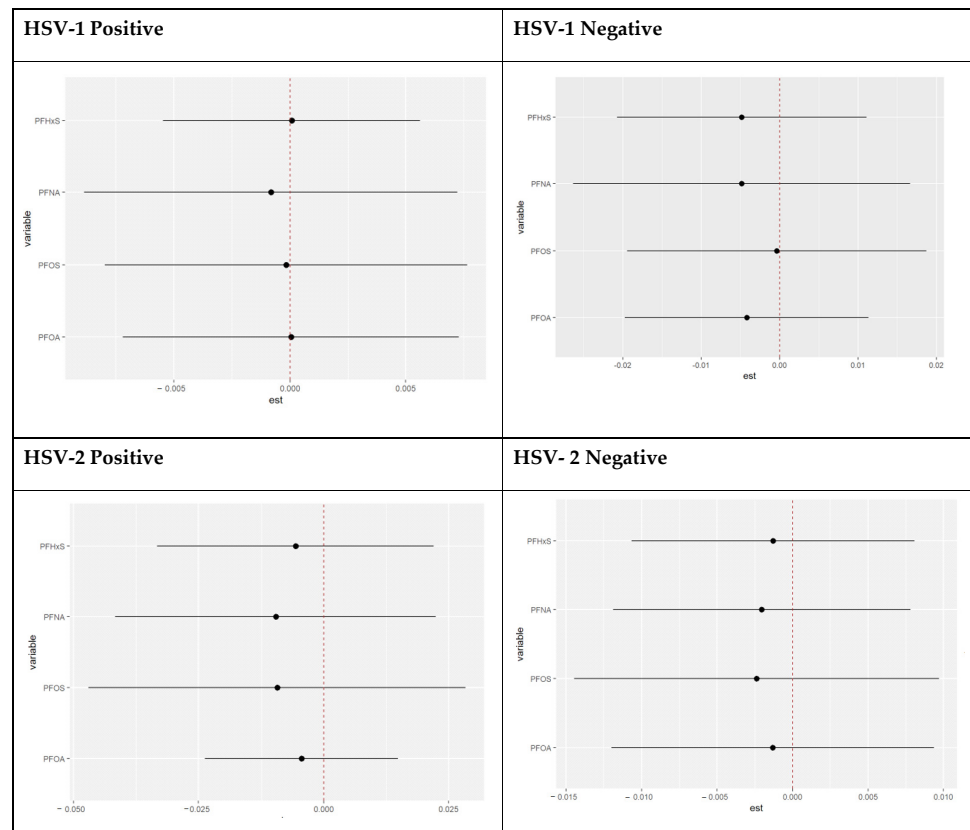 HSV-1 Positive
HSV-1 Negative
variable
PFHxS
PFNA
PFOS
PFOA
− 0.005
0.000
0.005
est
variable
PFHxS
PFNA
PFOS
PFOA
-0.02
-0.01
0.00
0.01
0.02
est
HSV-2 Positive
HSV- 2 Negative
variable
PFHxS
PFNA
PFOS
PFOA
− 0.050
−0.025
0.000
0.025
variable
PFHxS
PFNA
PFOS
PFOA
− 0.015
− 0.010
− 0.005
0.000
0.005
0.010
est